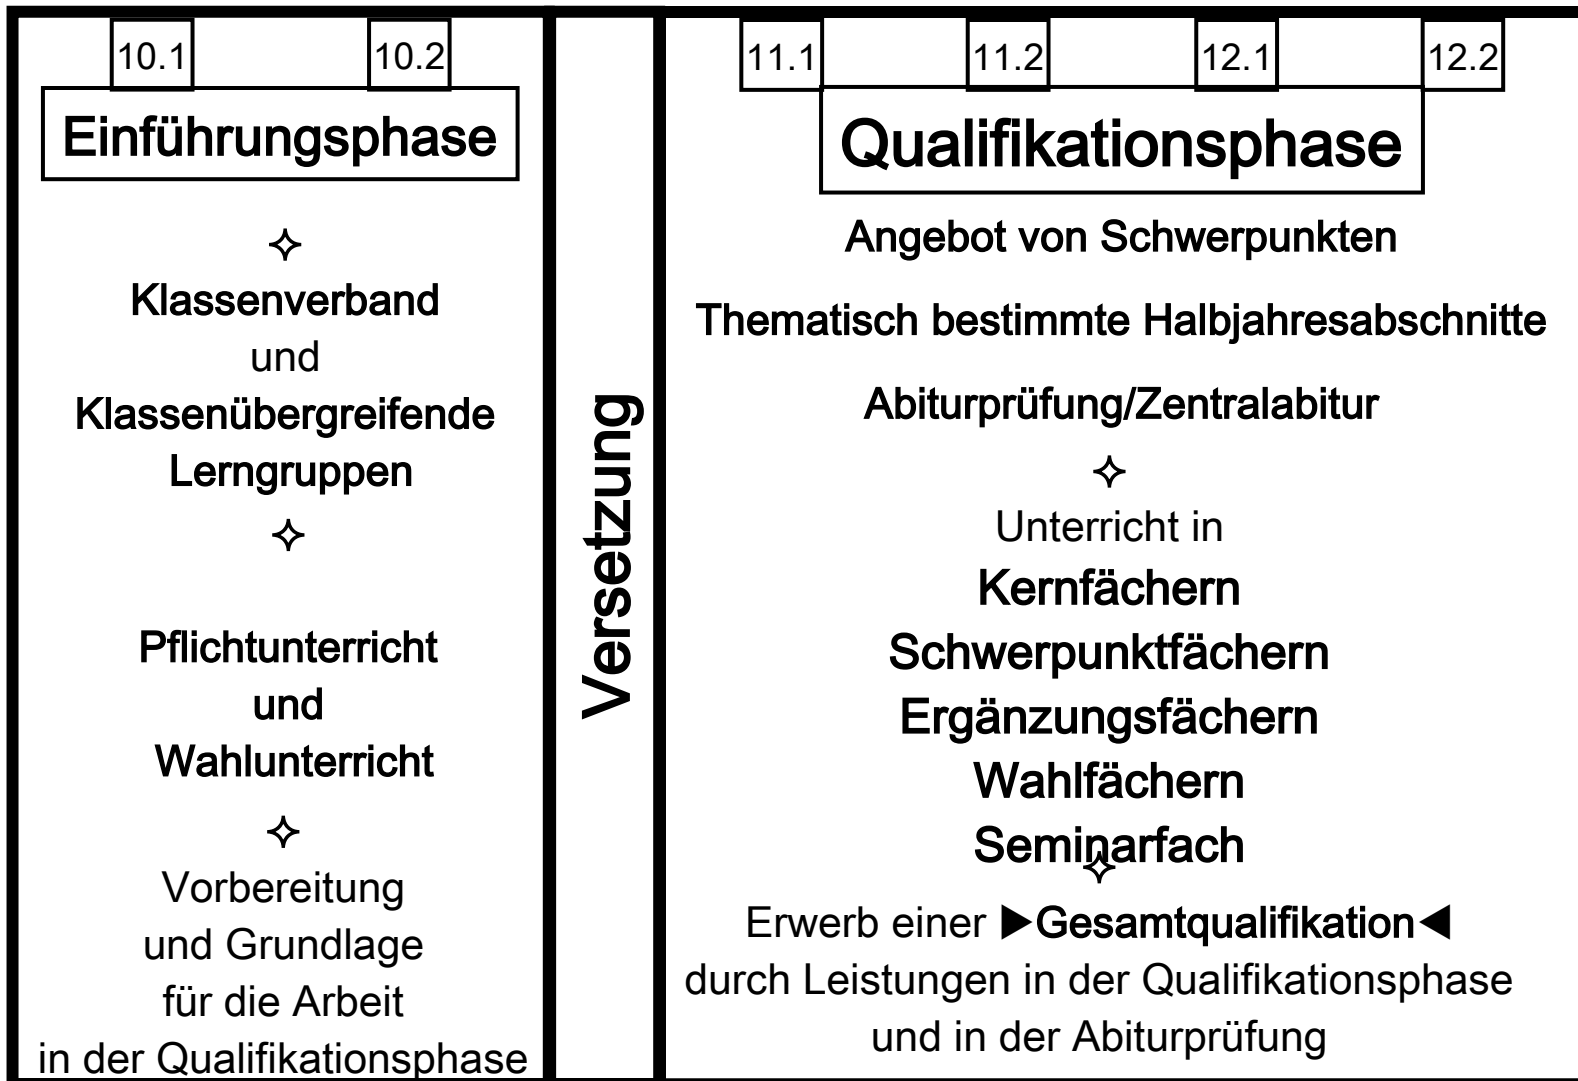 10.1 10.2
Einführungsphase
Klassenverband
und
Klassenübergreifende
Lerngruppen
Pflichtunterricht
und
Wahlunterricht
Vorbereitung
und Grundlage
für die Arbeit
in der Qualifikationsphase
Versetzung
11.1 11.2 12.1 12.2
Qualifikationsphase
Angebot von Schwerpunkten
Thematisch bestimmte Halbjahresabschnitte
Abiturprüfung/Zentralabitur
Unterricht in
Kernfächern
Schwerpunktfächern
Ergänzungsfächern
Wahlfächern
Seminarfach
Erwerb einer ►Gesamtqualifikation◄
durch Leistungen in der Qualifikationsphase
und in der Abiturprüfung